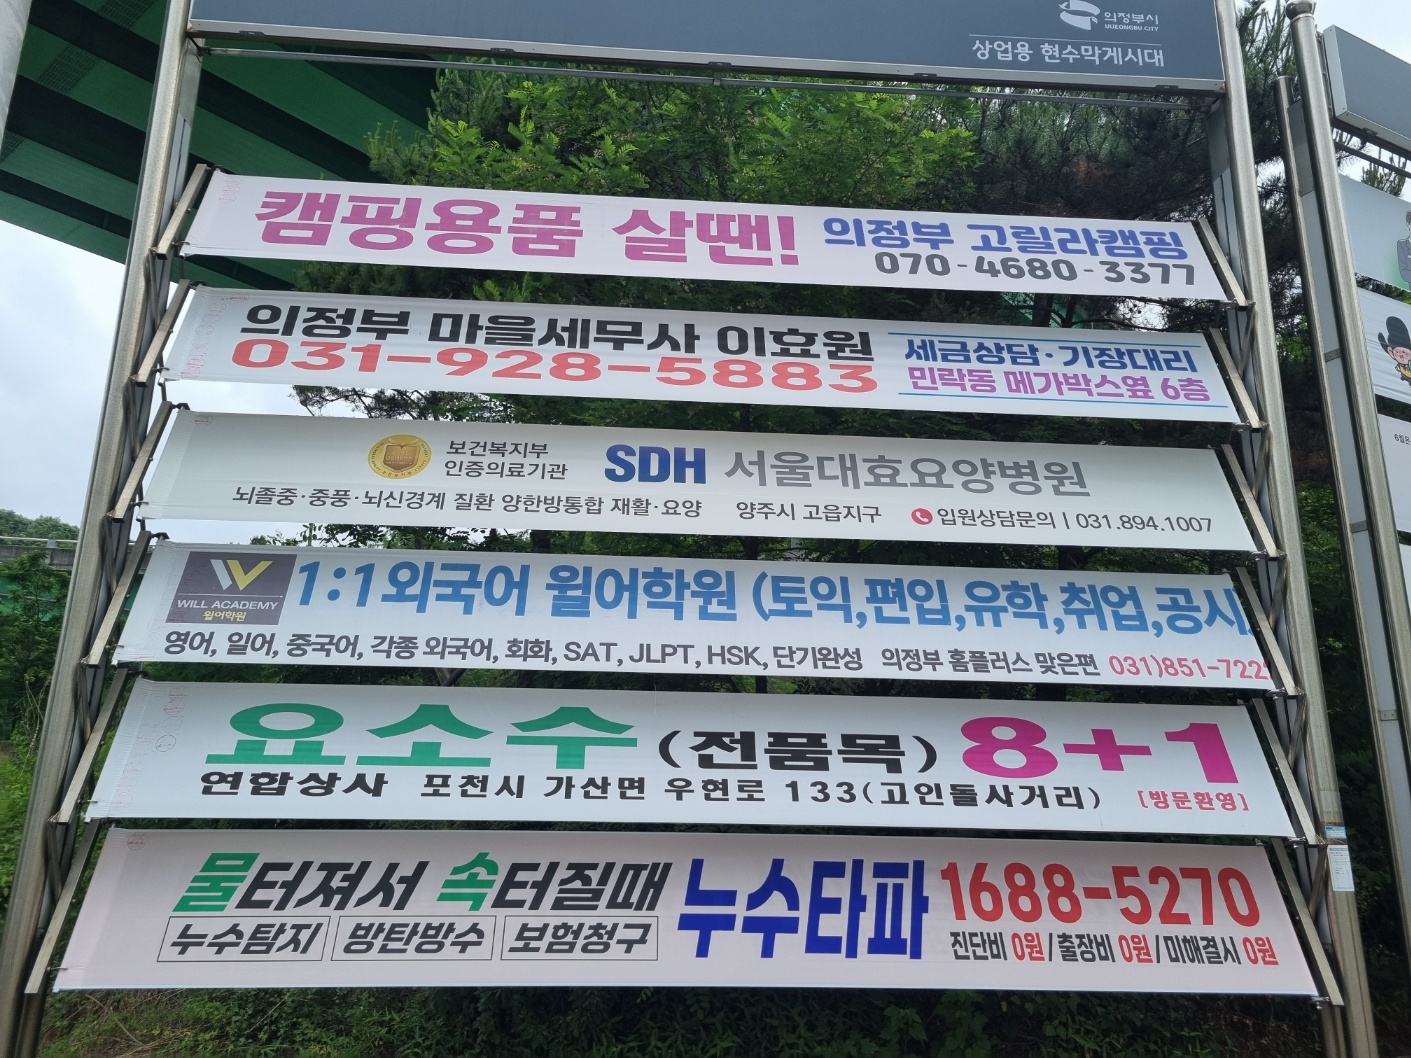 의정부시
UIJEONGBU CITY
상업용 현수막게시대
캠핑용품 살땐! 의정부 고릴라캠핑
070-4680-3377
의정부 마을세무사 이효원 세금상담·기장대리
031-928-5883 민락동 메가박스옆 6층
보건복지부
인증의료기관
SDH 서울대효요양병원
뇌졸중·중풍·뇌신경계 질환 양한방통합 재활·요양 양주시 고읍지구 입원상담문의 | 031.894.1007
WILL ACADEMY
윌어학원
1:1외국어 윌어학원 (토익,편입,유학,취업,공시
영어, 일어, 중국어, 각종 외국어, 회화, SAT, JLPT, HSK, 단기완성 의정부 홈플러스 맞은편 031)851-722
요소수 (전품목) 8+1
연합상사 포천시 가산면 우현로 133(고인돌사거리) [방문환영]
물터져서 속터질때 누수타파 1688-5270
누수탐지 방탄방수 보험청구
진단비 0원/출장비 0원/미해결시 0원